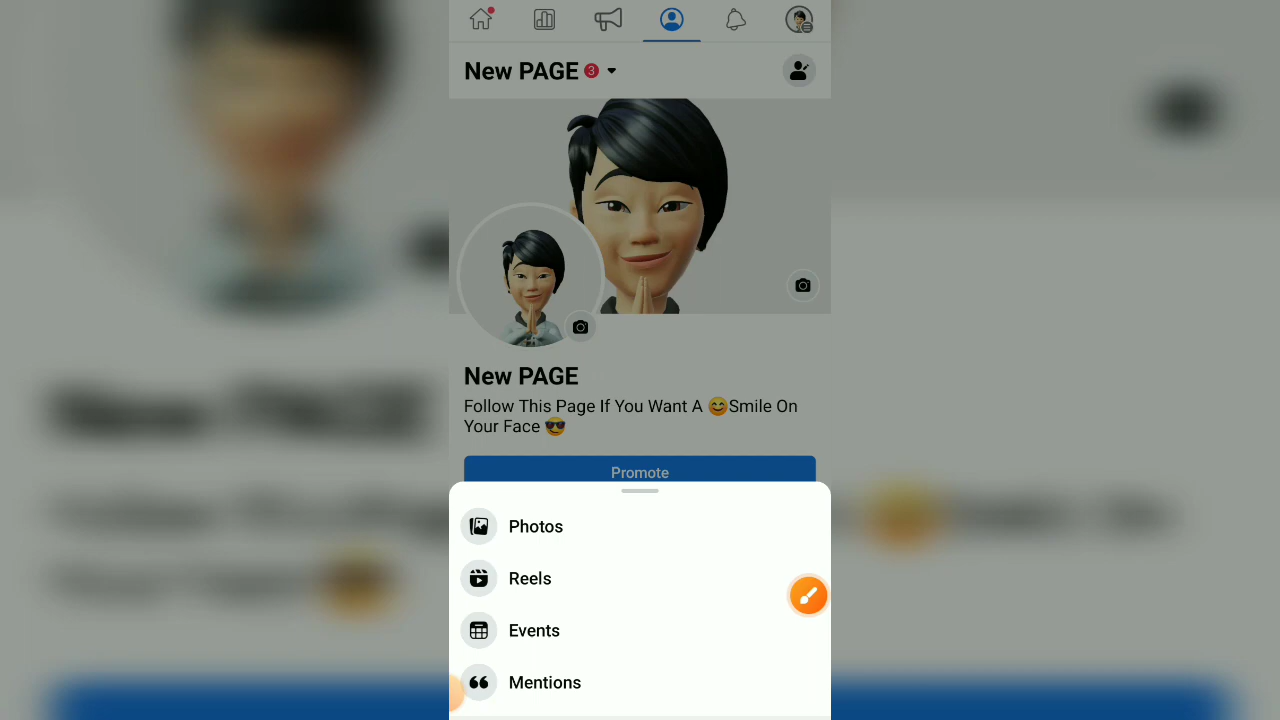 New PAGE 3
New PAGE
Follow This Page If You Want A 😊Smile On
Your Face 😎
Promote
Photos
Reels
Events
Mentions